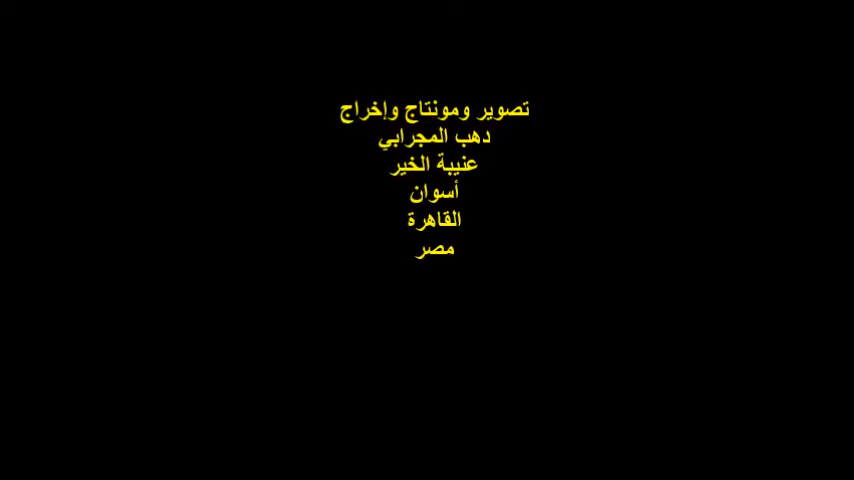 تصوير ومونتاج وإخراج
دهب المجرابي
عنيبة الخير
أسوان
القاهرة
مصر